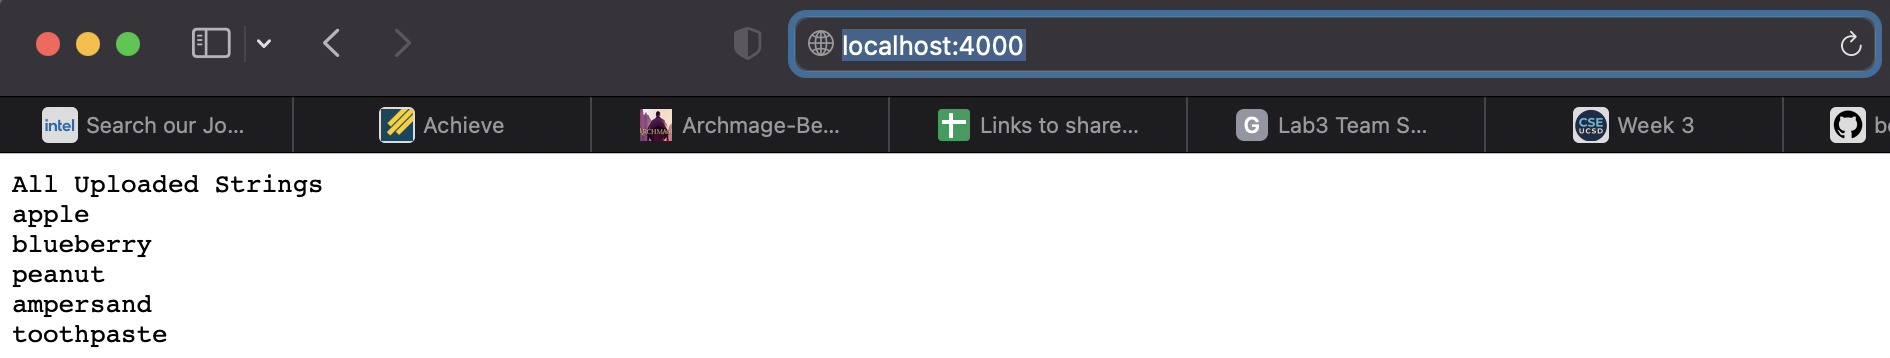 localhost:4000
intel Search our Jo...
Achieve
ARCHMAGE Archmage-Be...
Links to share...
G Lab3 Team S...
CSE UCSD Week 3
All Uploaded Strings
apple
blueberry
peanut
ampersand
toothpaste